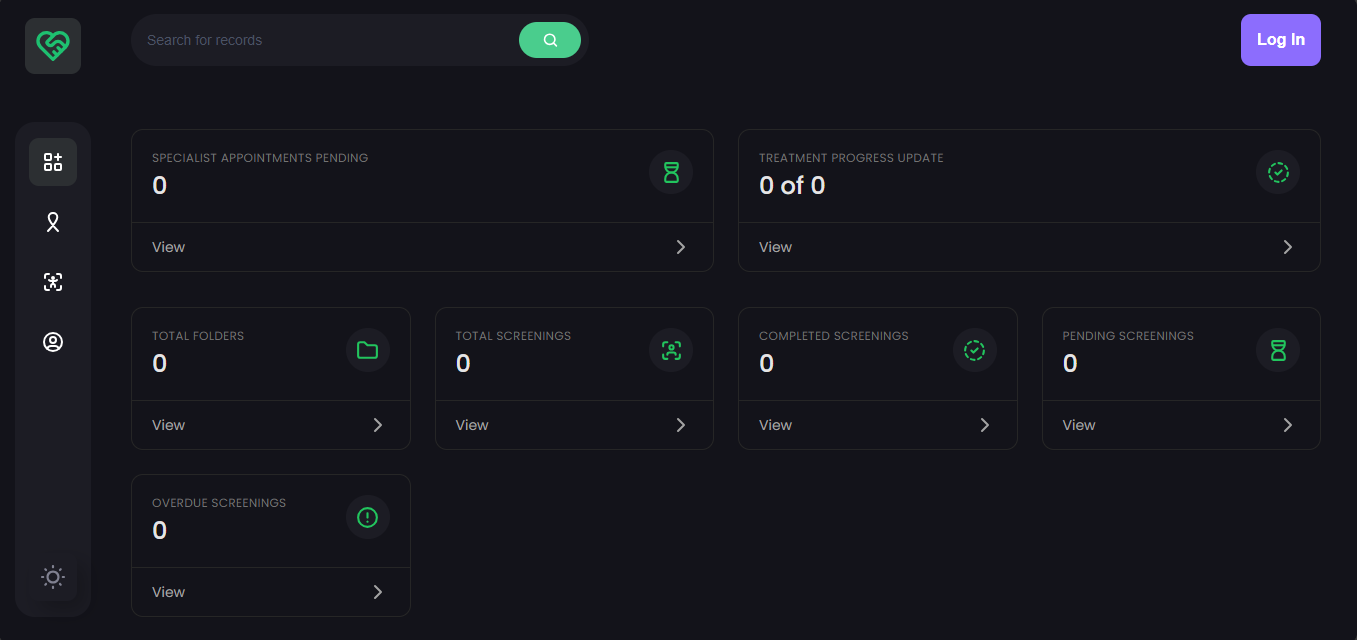 Search for records
Log In
SPECIALIST APPOINTMENTS PENDING
0
View
TREATMENT PROGRESS UPDATE
0 of 0
View
TOTAL FOLDERS
0
View
TOTAL SCREENINGS
0
View
COMPLETED SCREENINGS
0
View
PENDING SCREENINGS
0
View
OVERDUE SCREENINGS
0
View